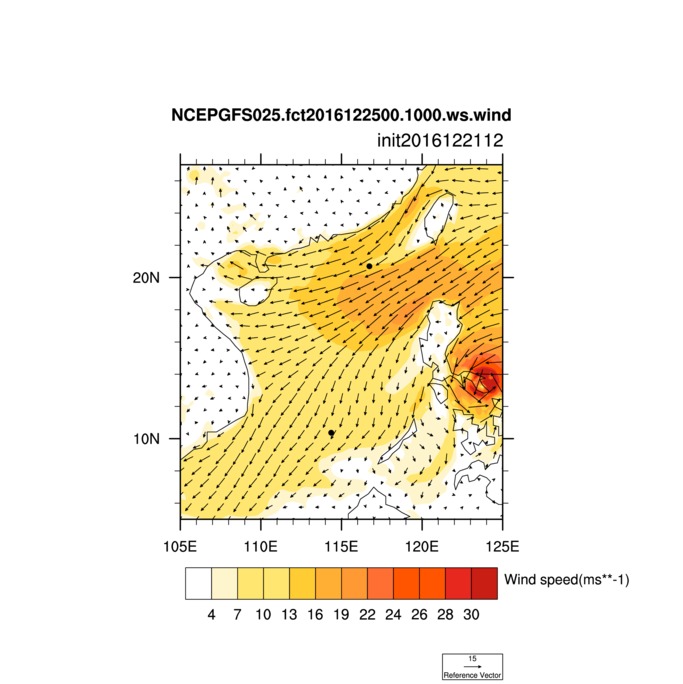 NCEPGFS025.fct2016122500.1000.ws.wind
init2016122112
20N
10N
105E 110E 115E 120E 125E
Wind speed(ms**-1)
4 7 10 13 16 19 22 24 26 28 30
15
Reference Vector